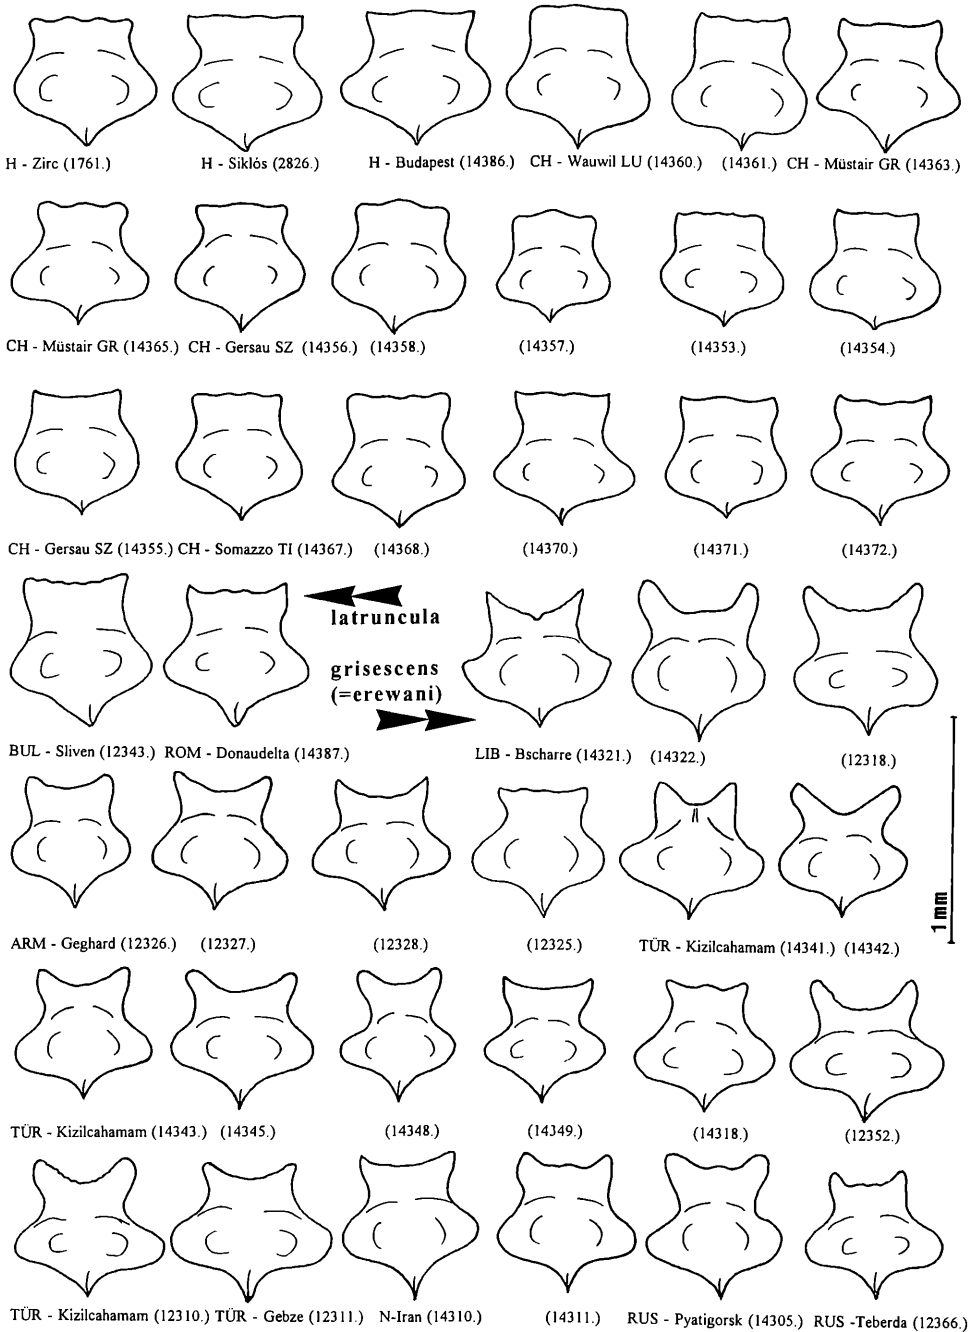 H - Zirc (1761.) H - Siklós (2826.) H - Budapest (14386.) CH - Wauwil LU (14360.) (14361.) CH - Müstair GR (14363.)
CH - Müstair GR (14365.) CH - Gersau SZ (14356.) (14358.) (14357.) (14353.) (14354.)
CH - Gersau SZ (14355.) CH - Somazzo TI (14367.) (14368.) (14370.) (14371.) (14372.)
latruncula
grisescens
(=erewani)
BUL - Sliven (12343.) ROM - Donaudelta (14387.) LIB - Bscharre (14321.) (14322.) (12318.)
1mm
ARM - Geghard (12326.) (12327.) (12328.) (12325.) TÜR - Kizilcahamam (14341.) (14342.)
TÜR - Kizilcahamam (14343.) (14345.) (14348.) (14349.) (14318.) (12352.)
TÜR - Kizilcahamam (12310.) TÜR - Gebze (12311.) N-Iran (14310.) (14311.) RUS - Pyatigorsk (14305.) RUS -Teberda (12366.)